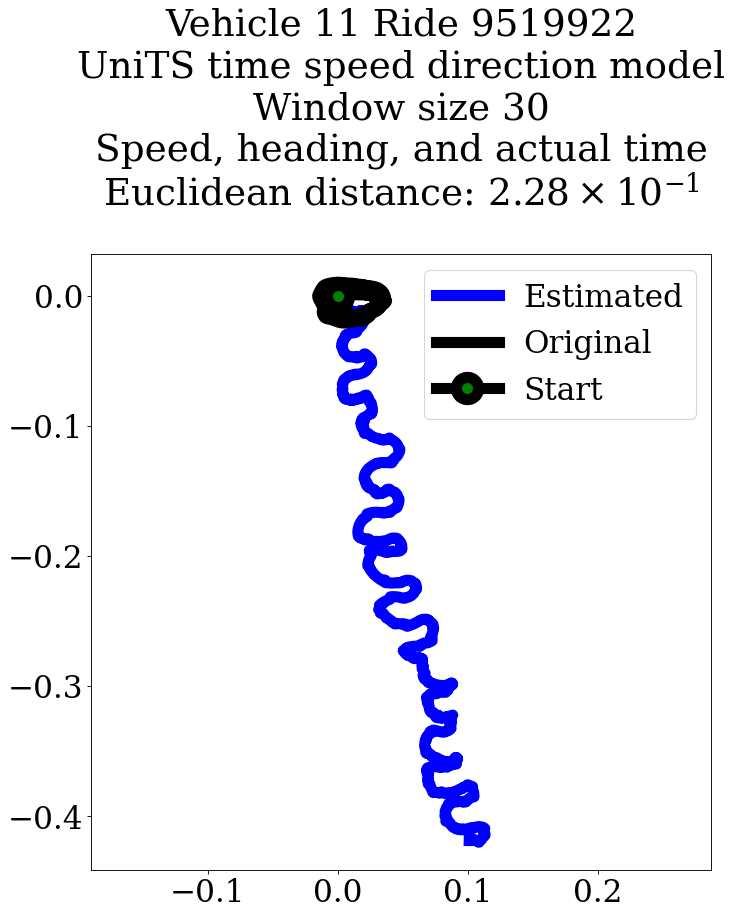 Vehicle 11 Ride 9519922
UniTS time speed direction model
Window size 30
Speed, heading, and actual time
Euclidean distance: 2.28 × 10⁻¹
Estimated
Original
Start
0.0
−0.1
−0.2
−0.3
−0.4
−0.1 0.0 0.1 0.2